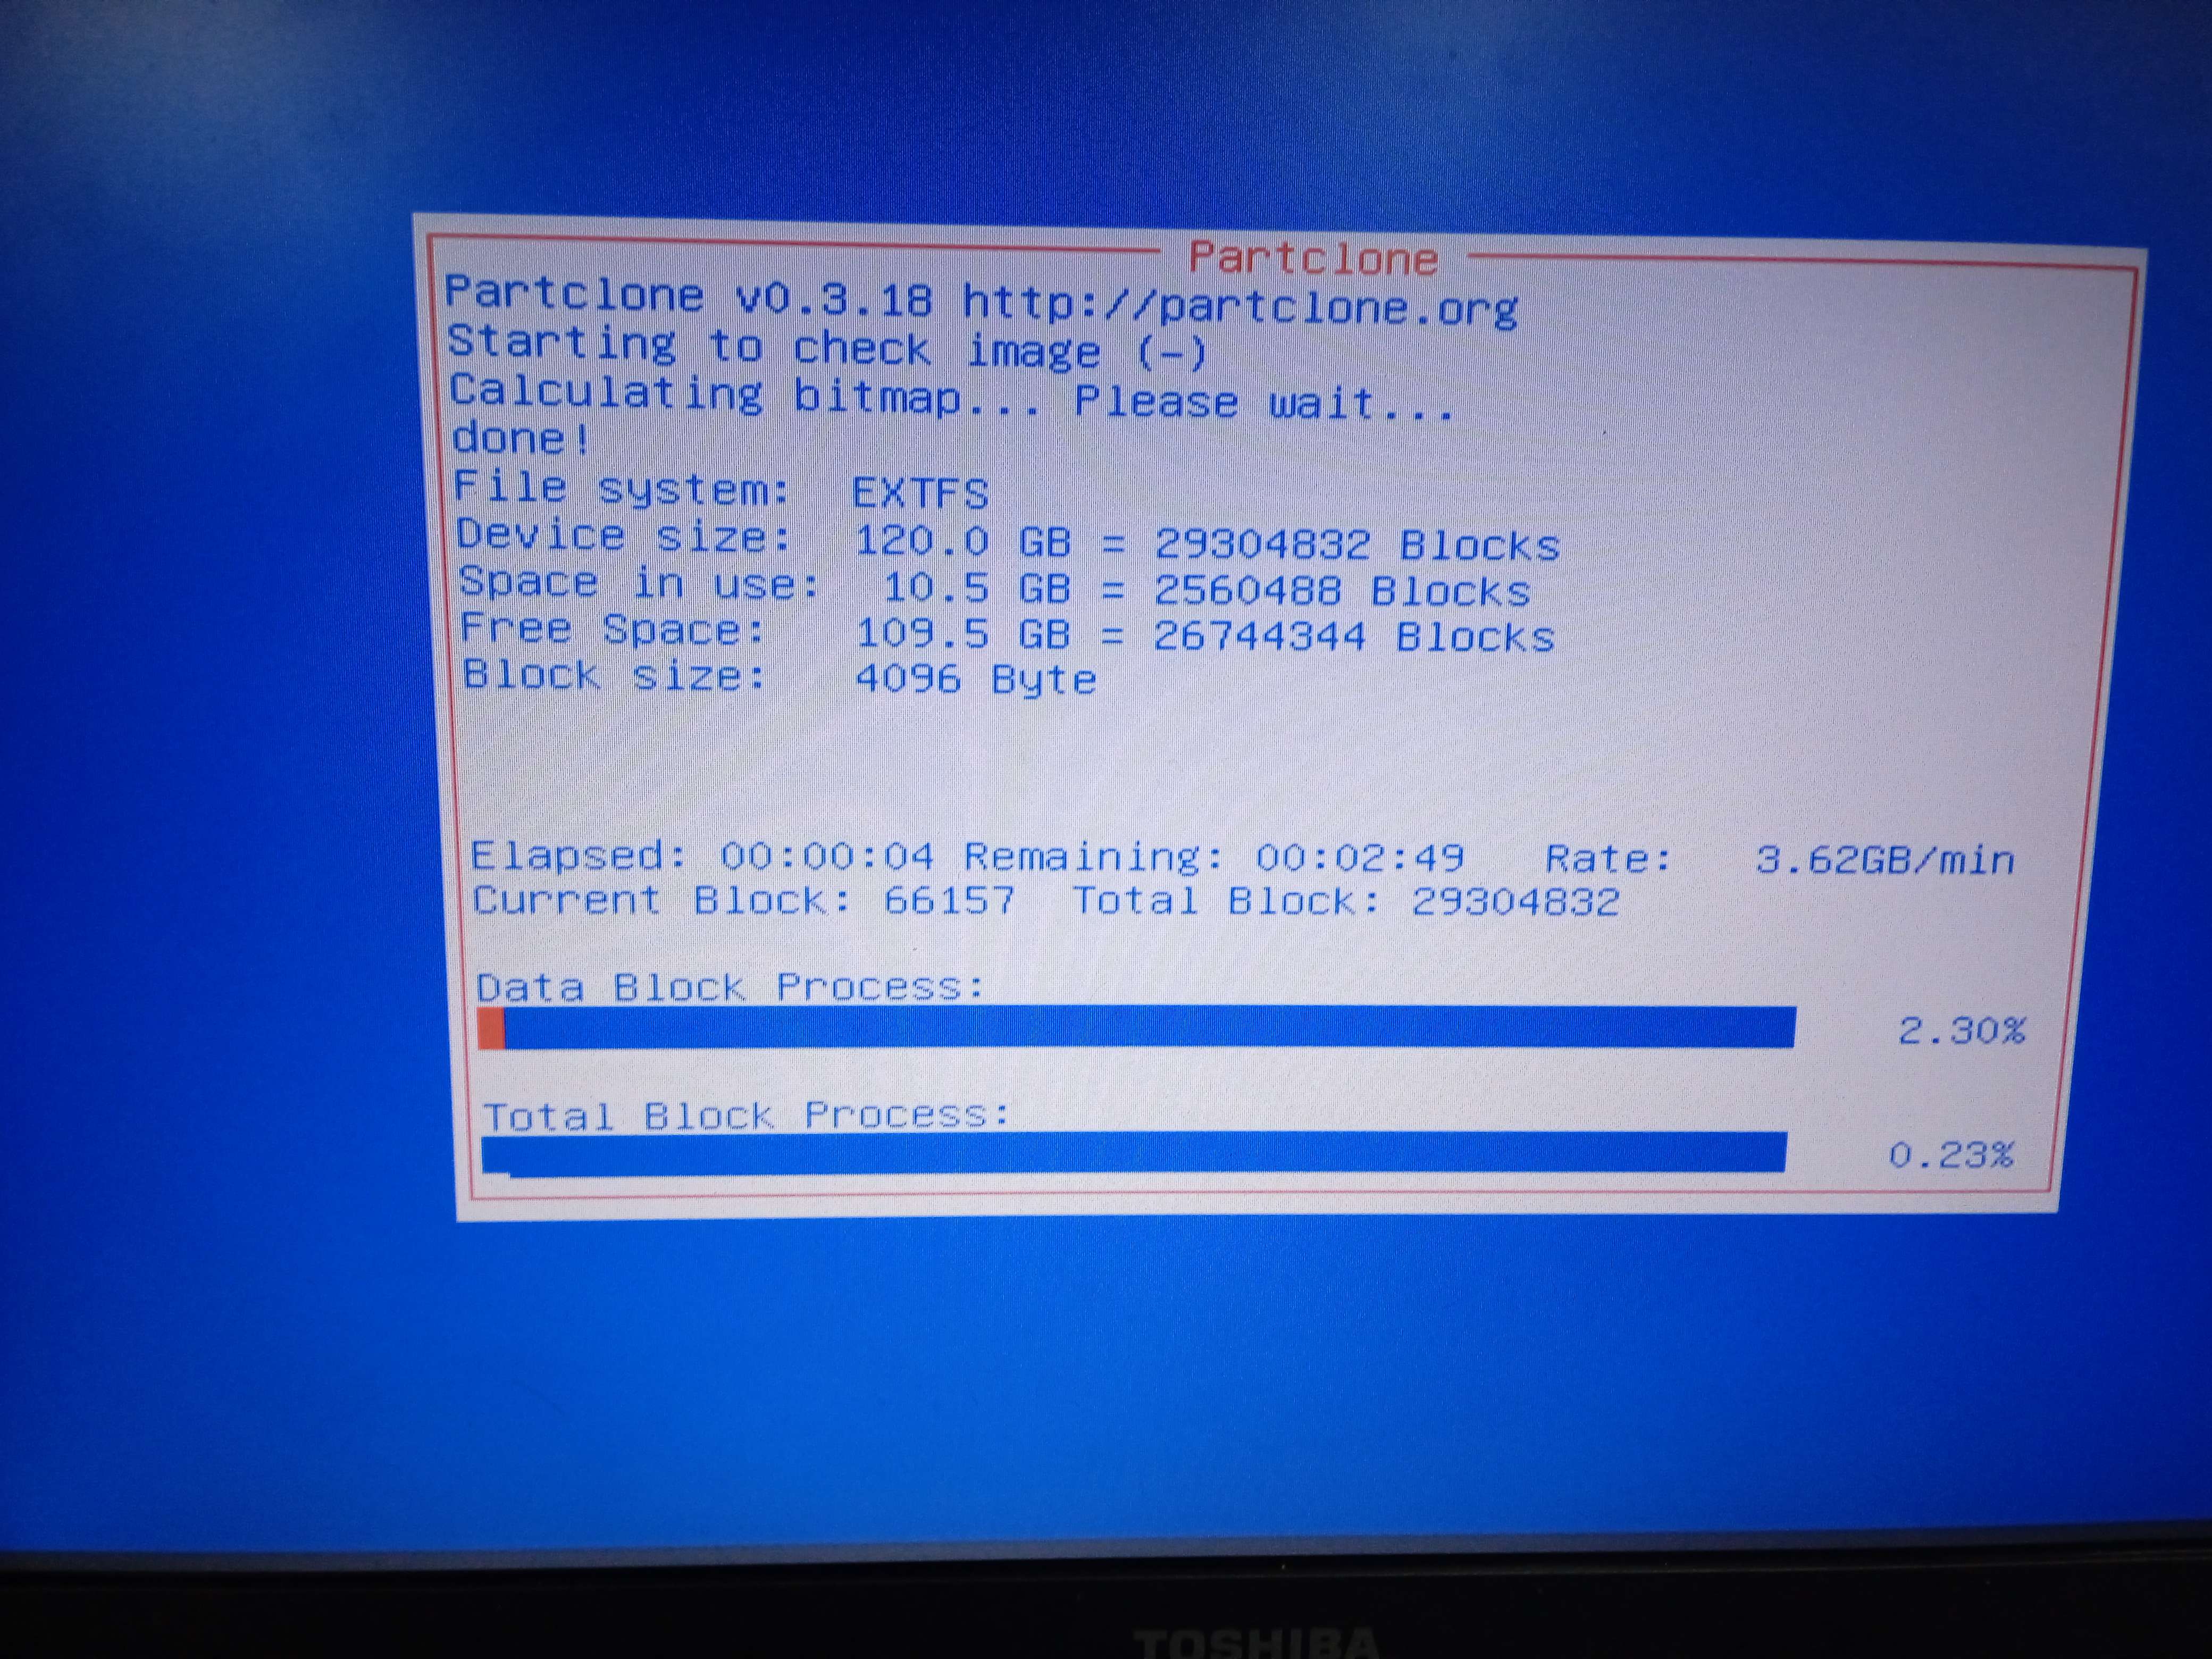 Partclone
Partclone v0.3.18 http://partclone.org
Starting to check image (-)
Calculating bitmap... Please wait...
done!
File system: EXTFS
Device size: 120.0 GB = 29304832 Blocks
Space in use: 10.5 GB = 2560488 Blocks
Free Space: 109.5 GB = 26744344 Blocks
Block size: 4096 Byte
Elapsed: 00:00:04 Remaining: 00:02:49 Rate: 3.62GB/min
Current Block: 66157 Total Block: 29304832
Data Block Process:
2.30%
Total Block Process:
0.23%
TOSHIBA